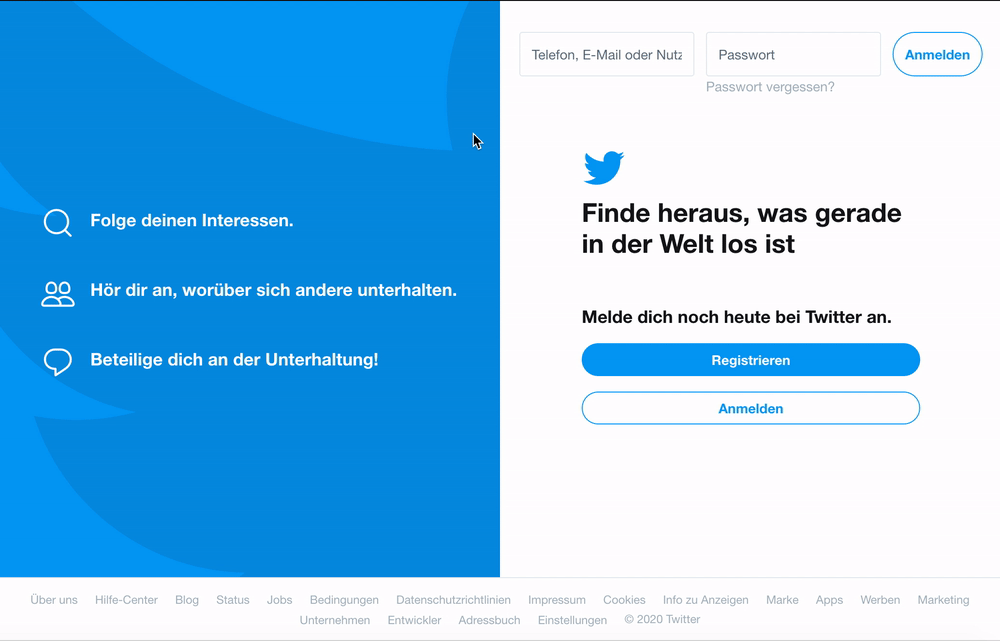 Telefon, E-Mail oder Nutz
Passwort
Anmelden
Passwort vergessen?
Folge deinen Interessen.
Hör dir an, worüber sich andere unterhalten.
Beteilige dich an der Unterhaltung!
Finde heraus, was gerade
in der Welt los ist
Melde dich noch heute bei Twitter an.
Registrieren
Anmelden
Über uns Hilfe-Center Blog Status Jobs Bedingungen Datenschutzrichtlinien Impressum Cookies Info zu Anzeigen Marke Apps Werben Marketing
Unternehmen Entwickler Adressbuch Einstellungen © 2020 Twitter